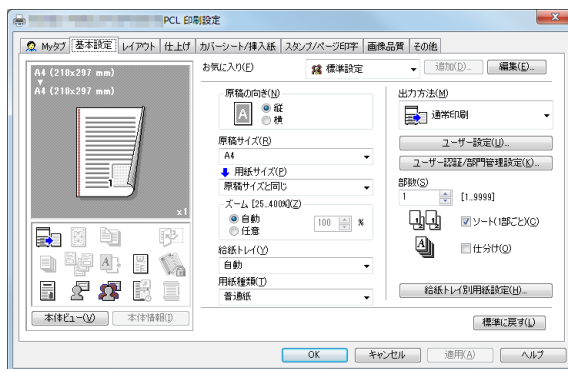 PCL 印刷設定
Myタブ 基本設定 レイアウト 仕上げ カバーシート/挿入紙 スタンプ/ページ印字 画像品質 その他
A4 (210x297 mm)
A4 (210x297 mm)
x1
本体ビュー(V) 本体情報(I)
お気に入り(F) 標準設定 追加(D)... 編集(E)...
原稿の向き(N)
縦
横
原稿サイズ(R)
A4
用紙サイズ(P)
原稿サイズと同じ
ズーム [25..400%](Z)
自動
任意
100 %
給紙トレイ(Y)
自動
用紙種類(T)
普通紙
出力方法(M)
通常印刷
ユーザー設定(U)...
ユーザー認証/部門管理設定(K)...
部数(S)
1 [1..9999]
ソート(1部ごと)(C)
仕分け(O)
給紙トレイ別用紙設定(H)...
標準に戻す(L)
OK キャンセル 適用(A) ヘルプ